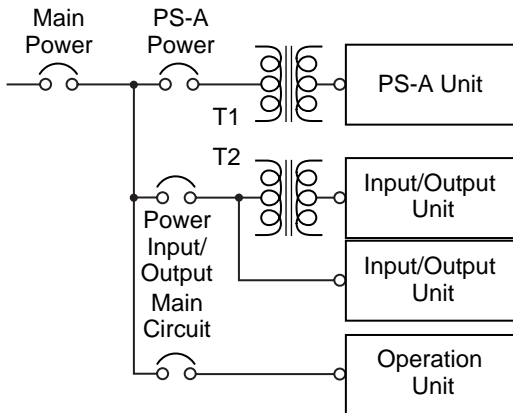 Main
Power
PS-A
Power
PS-A Unit
T1
T2
Input/Output
Unit
Power
Input/
Output
Input/Output
Unit
Main
Circuit
Operation
Unit